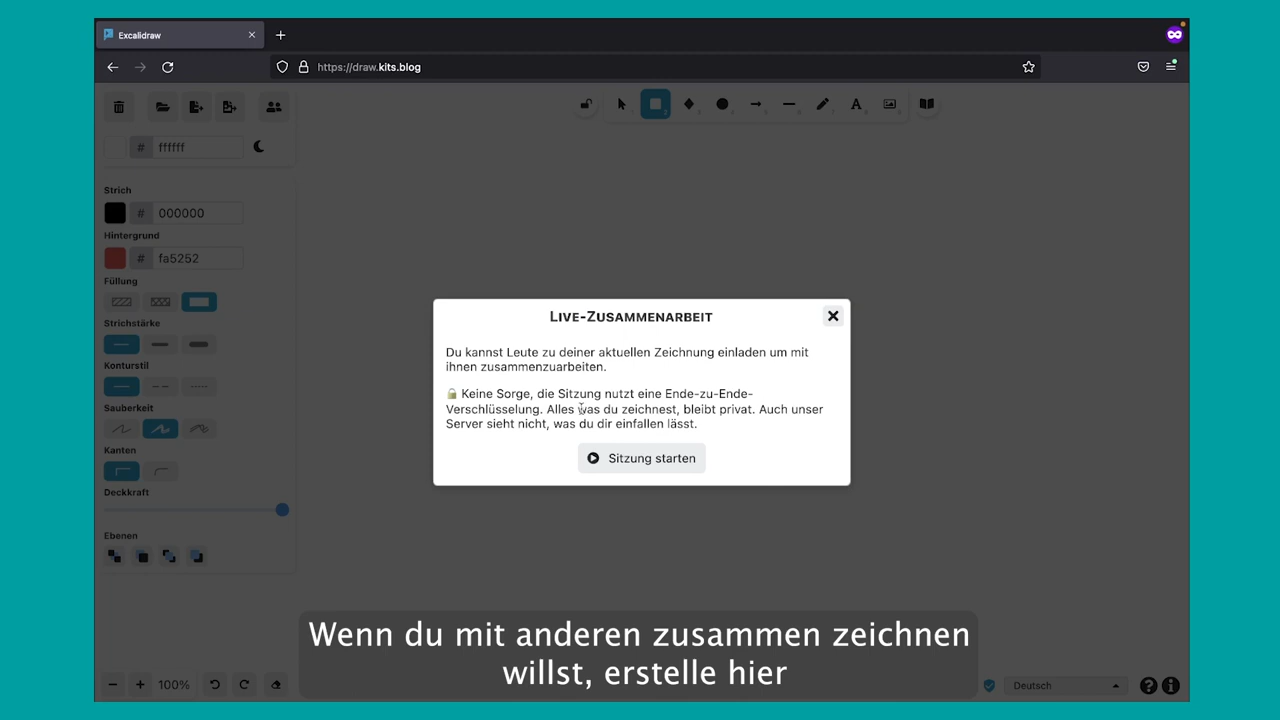 Excalidraw
https://draw.kits.blog
# ffffff
Strich
# 000000
Hintergrund
# fa5252
Füllung
Strichstärke
Konturstil
Sauberkeit
Kanten
Deckkraft
Ebenen
A
Live-Zusammenarbeit
Du kannst Leute zu deiner aktuellen Zeichnung einladen um mit
ihnen zusammenzuarbeiten.
🔒 Keine Sorge, die Sitzung nutzt eine Ende-zu-Ende-
Verschlüsselung. Alles was du zeichnest, bleibt privat. Auch unser
Server sieht nicht, was du dir einfallen lässt.
Sitzung starten
Wenn du mit anderen zusammen zeichnen
willst, erstelle hier
100%
Deutsch